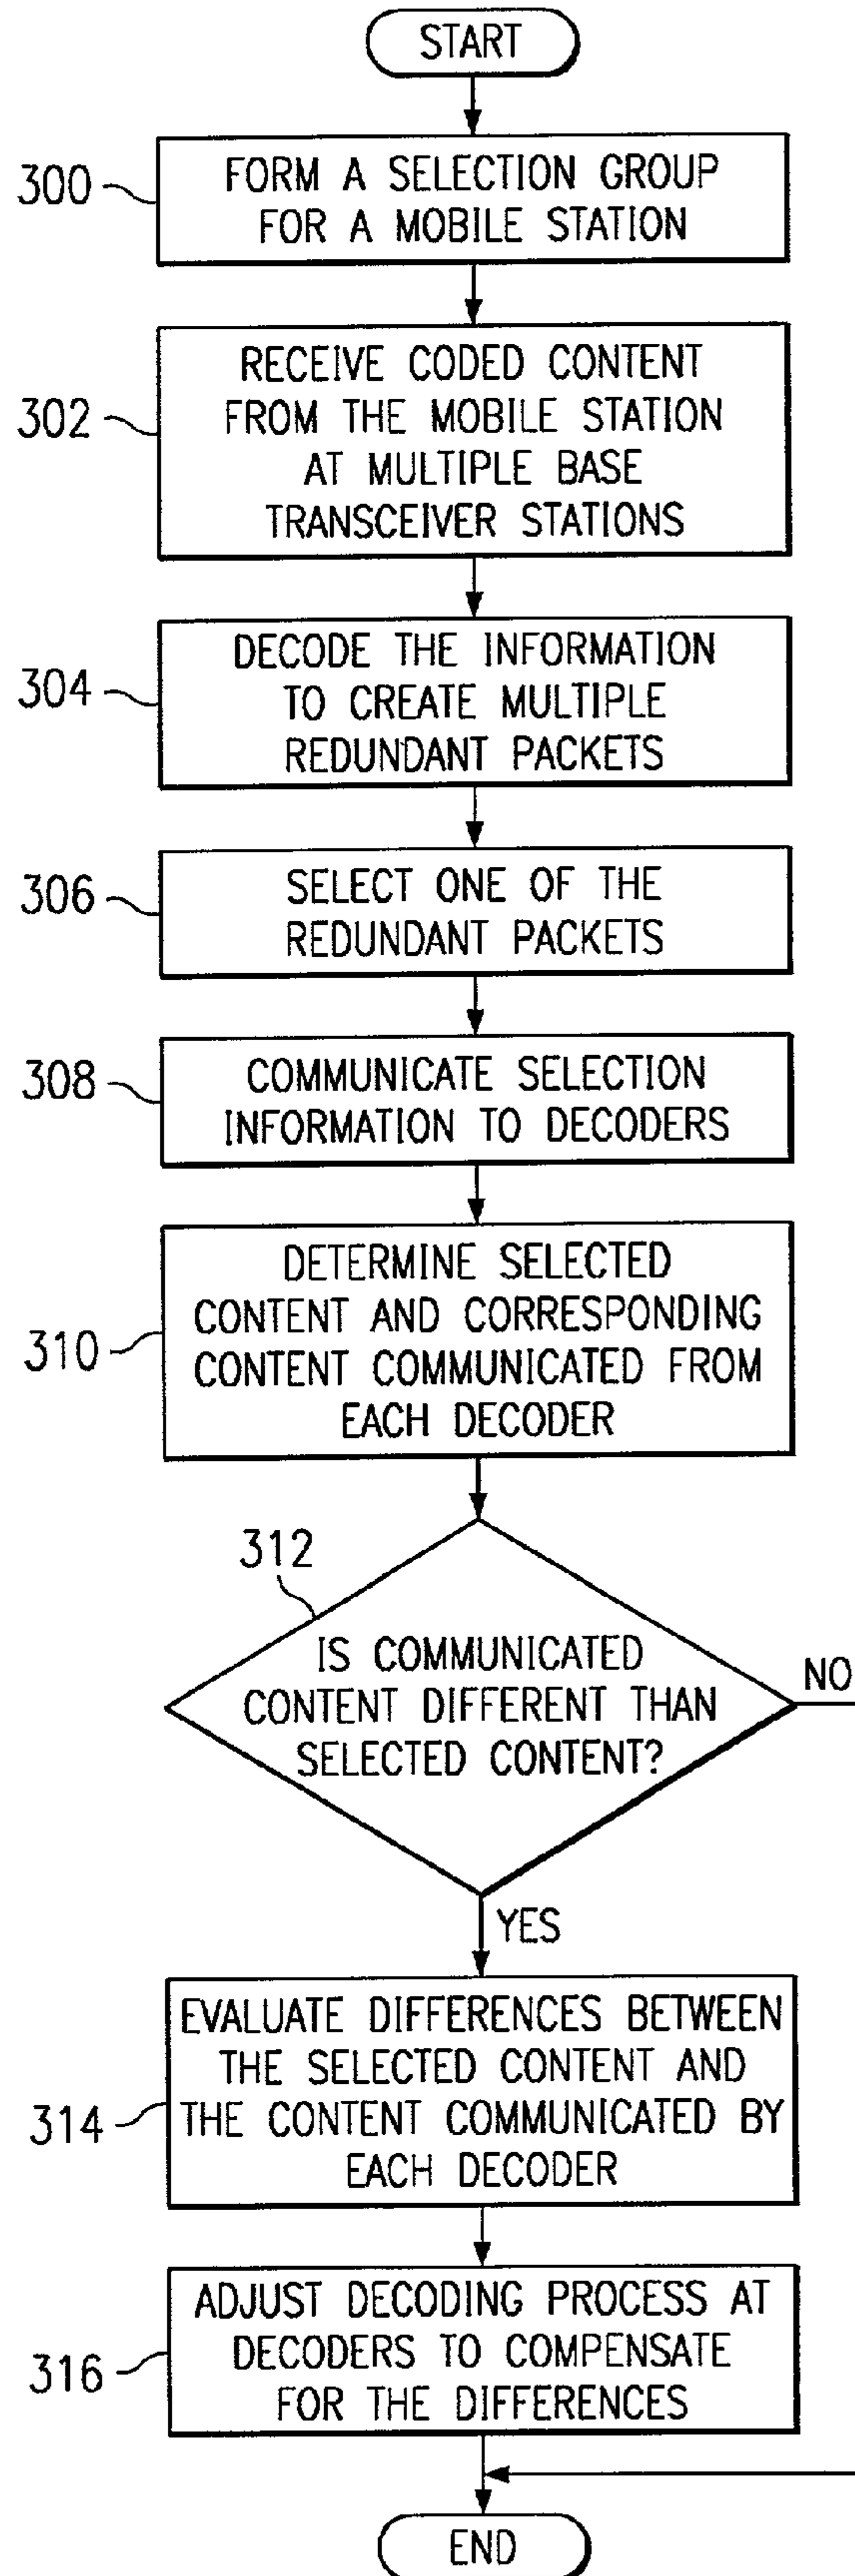 START
300
FORM A SELECTION GROUP
FOR A MOBILE STATION
302
RECEIVE CODED CONTENT
FROM THE MOBILE STATION
AT MULTIPLE BASE
TRANSCEIVER STATIONS
304
DECODE THE INFORMATION
TO CREATE MULTIPLE
REDUNDANT PACKETS
306
SELECT ONE OF THE
REDUNDANT PACKETS
308
COMMUNICATE SELECTION
INFORMATION TO DECODERS
310
DETERMINE SELECTED
CONTENT AND CORRESPONDING
CONTENT COMMUNICATED FROM
EACH DECODER
312
IS COMMUNICATED
CONTENT DIFFERENT THAN
SELECTED CONTENT?
NO
YES
314
EVALUATE DIFFERENCES BETWEEN
THE SELECTED CONTENT AND
THE CONTENT COMMUNICATED BY
EACH DECODER
316
ADJUST DECODING PROCESS AT
DECODERS TO COMPENSATE
FOR THE DIFFERENCES
END